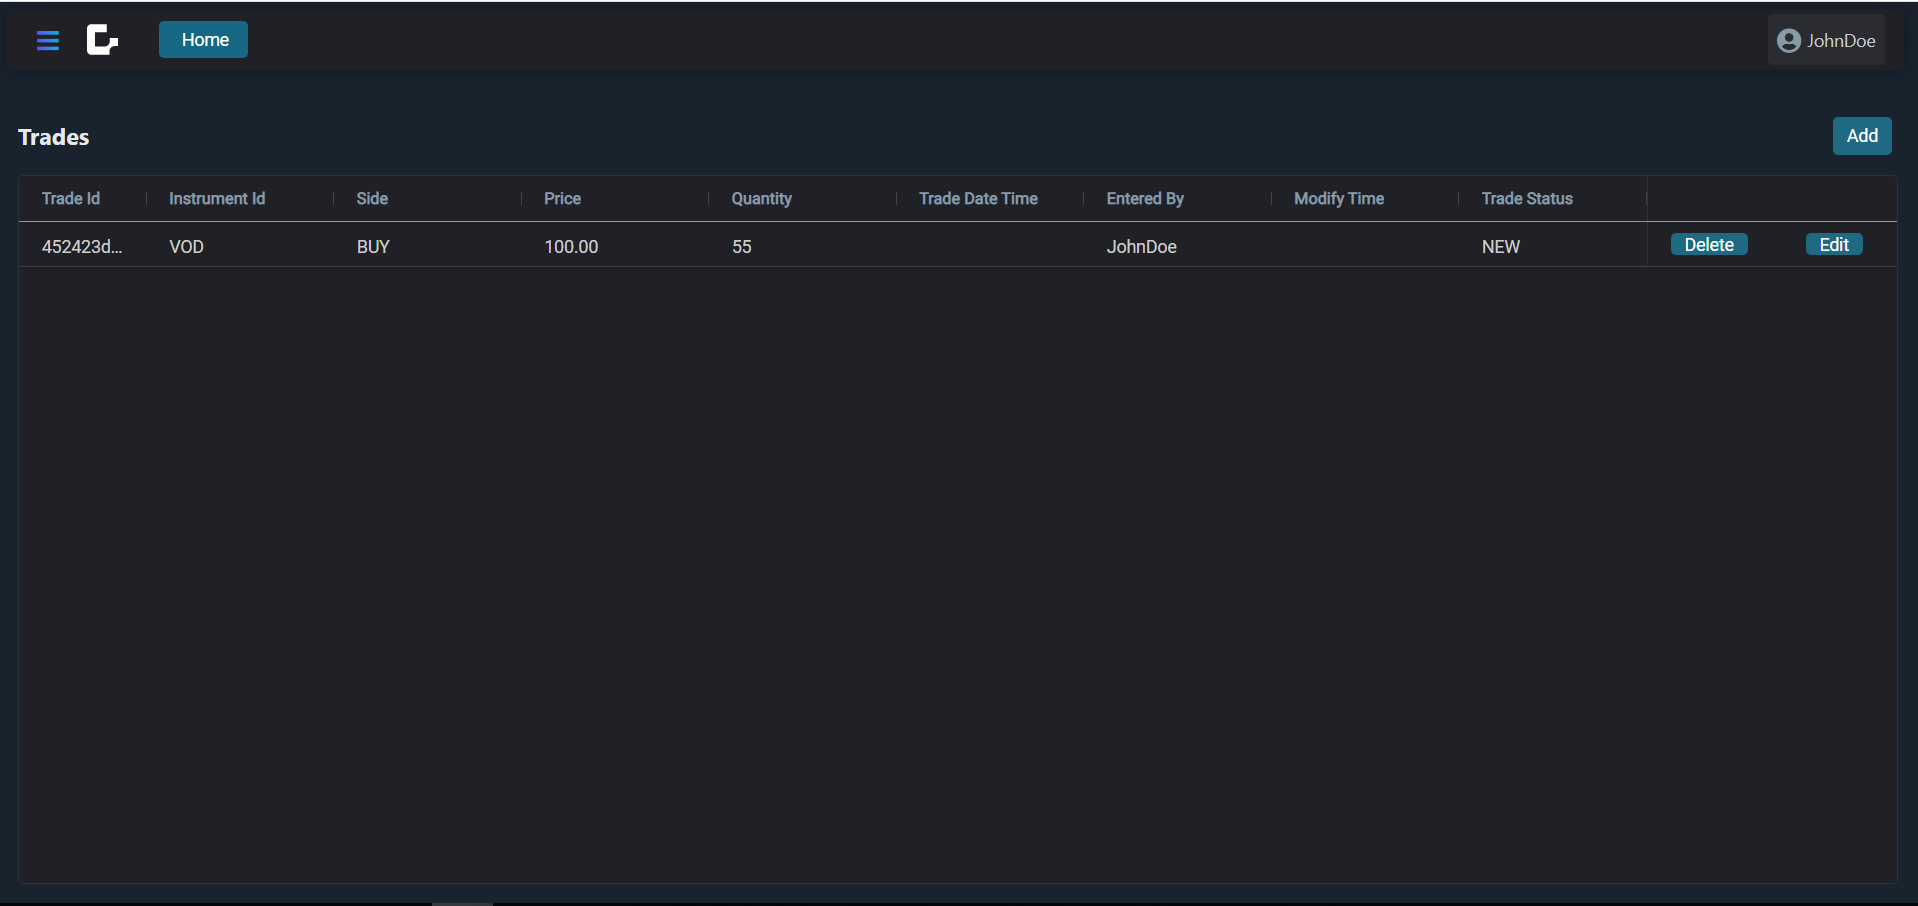 Home
JohnDoe
Trades
Add
Trade Id Instrument Id Side Price Quantity Trade Date Time Entered By Modify Time Trade Status
452423d... VOD BUY 100.00 55 JohnDoe NEW Delete Edit